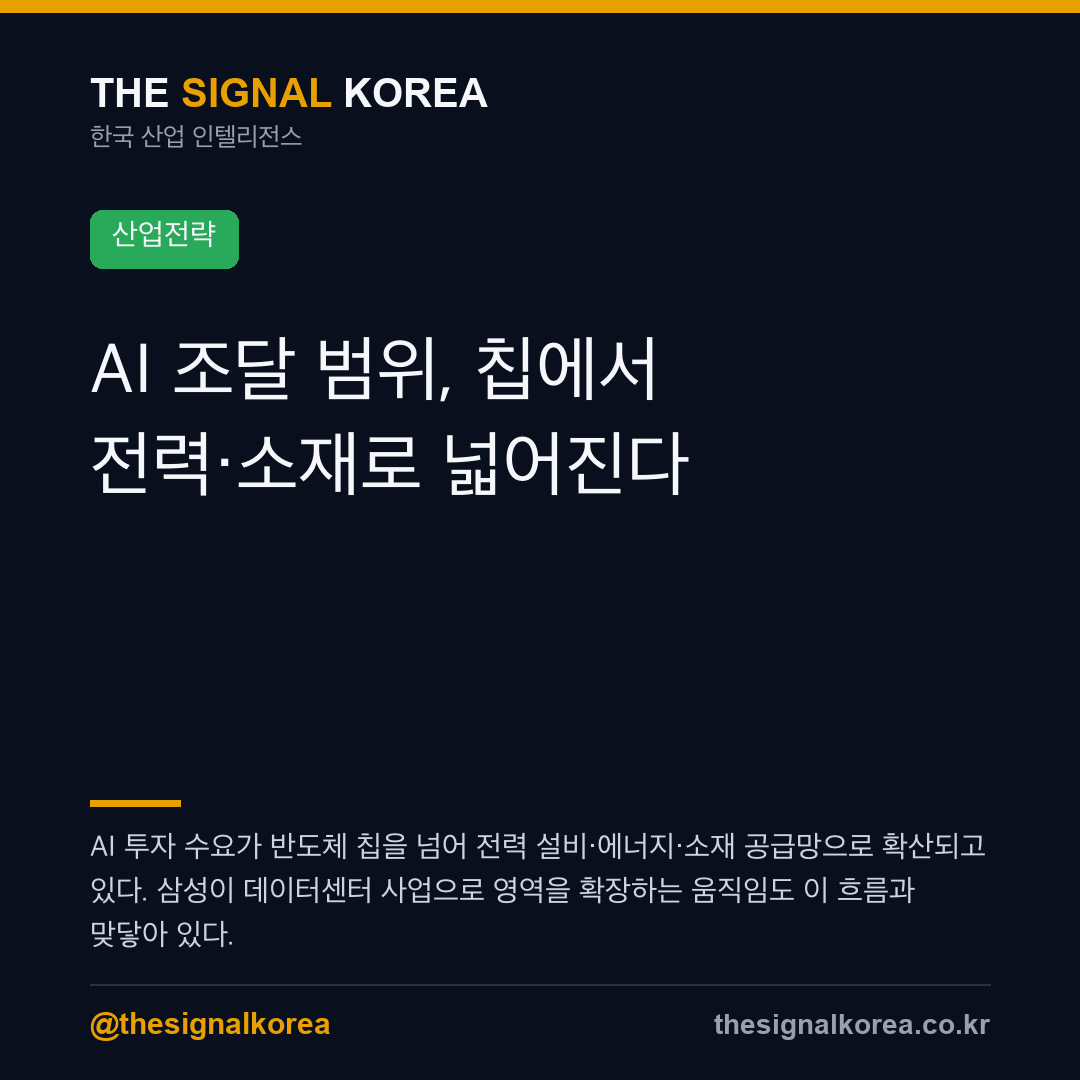 THE SIGNAL KOREA
한국 산업 인텔리전스
산업전략
AI 조달 범위, 칩에서
전력·소재로 넓어진다
AI 투자 수요가 반도체 칩을 넘어 전력 설비·에너지·소재 공급망으로 확산되고
있다. 삼성이 데이터센터 사업으로 영역을 확장하는 움직임도 이 흐름과
맞닿아 있다.
@thesignalkorea
thesignalkorea.co.kr